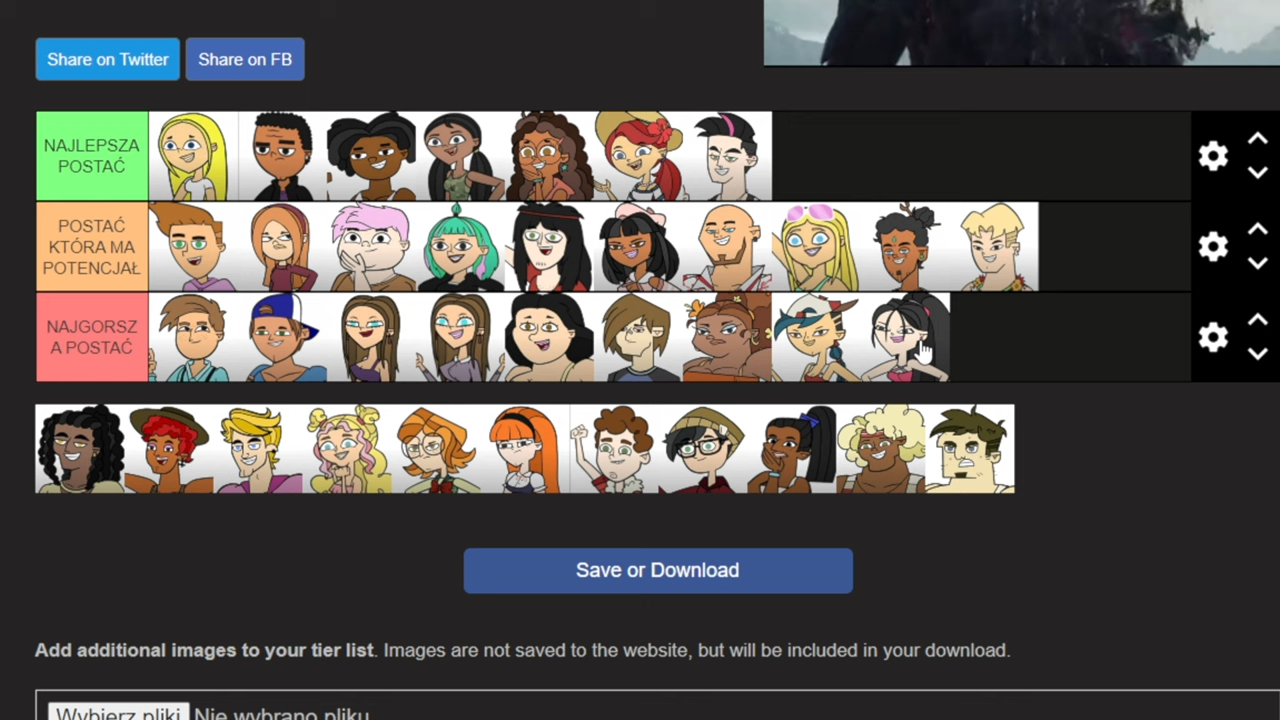 Share on Twitter
Share on FB
NAJLEPSZA
POSTAĆ
POSTAĆ
KTÓRA MA
POTENCJAŁ
NAJGORSZ
A POSTAĆ
Save or Download
Add additional images to your tier list. Images are not saved to the website, but will be included in your download.
Wybierz pliki Nie wybrano pliku